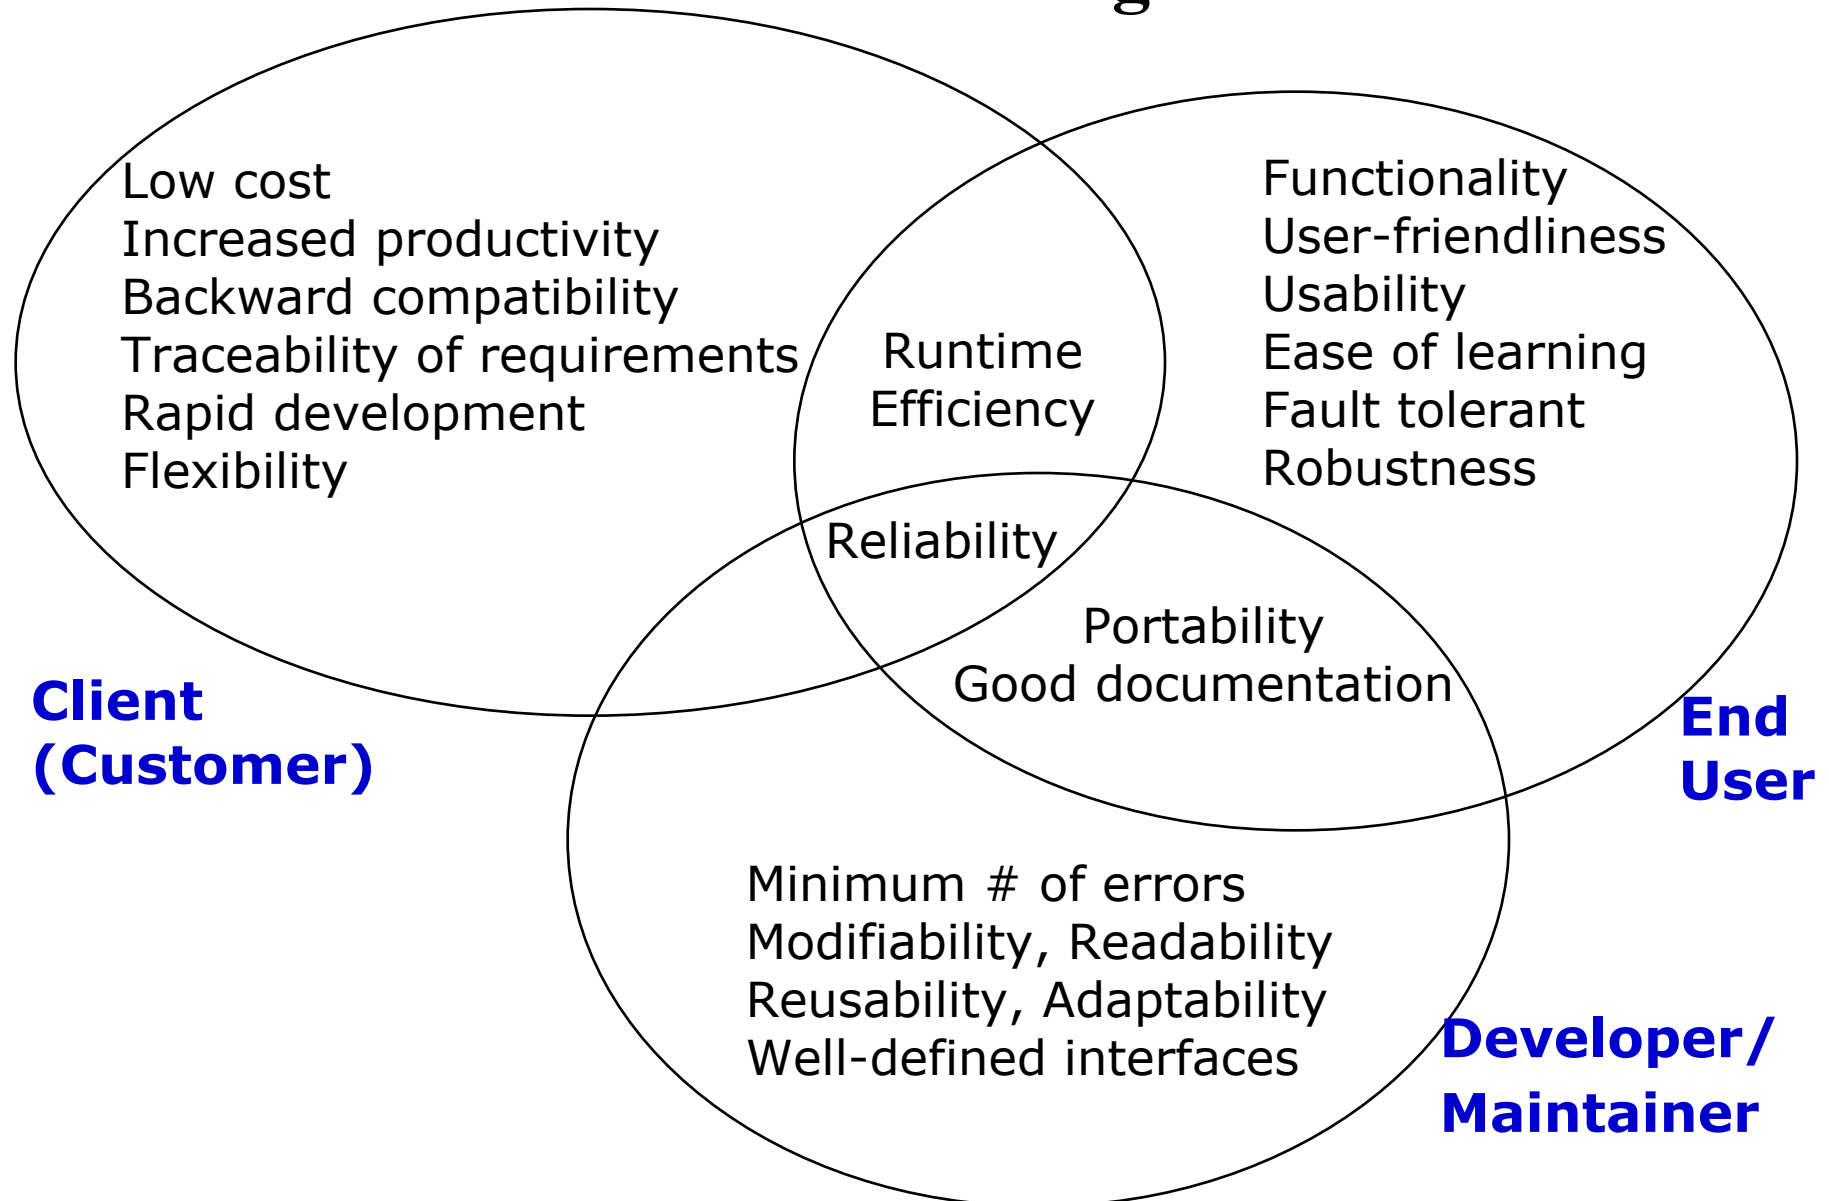 Low cost
Increased productivity
Backward compatibility
Traceability of requirements
Rapid development
Flexibility
Runtime
Efficiency
Functionality
User-friendliness
Usability
Ease of learning
Fault tolerant
Robustness
Reliability
Portability
Good documentation
Client
(Customer)
End
User
Minimum # of errors
Modifiability, Readability
Reusability, Adaptability
Well-defined interfaces
Developer/
Maintainer